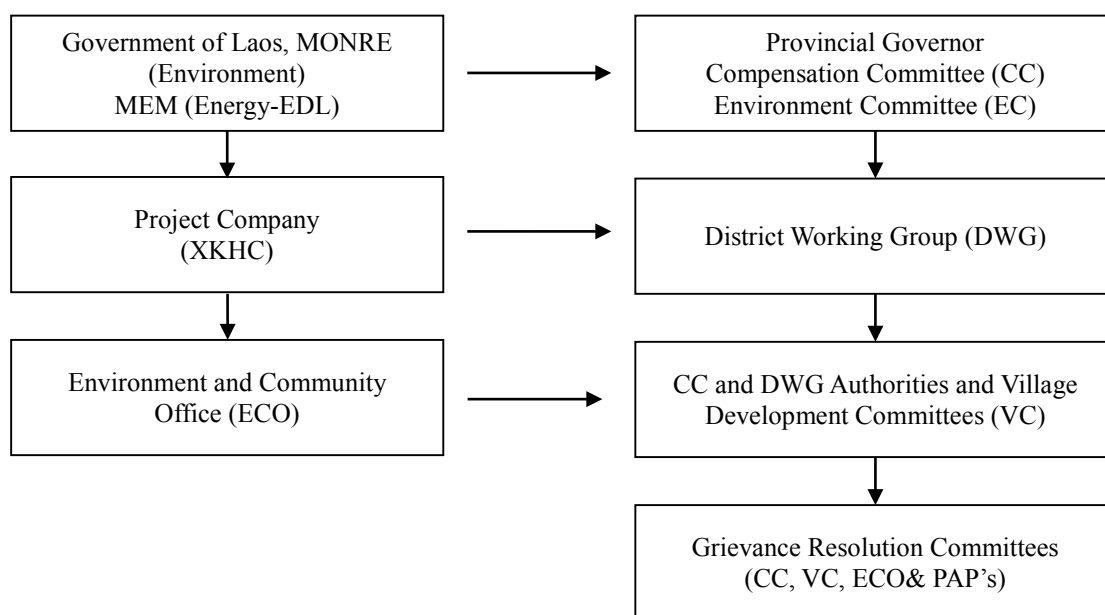 Government of Laos, MONRE
(Environment)
MEM (Energy-EDL)
Provincial Governor
Compensation Committee (CC)
Environment Committee (EC)
Project Company
(XKHC)
District Working Group (DWG)
Environment and Community
Office (ECO)
CC and DWG Authorities and Village
Development Committees (VC)
Grievance Resolution Committees
(CC, VC, ECO& PAP’s)